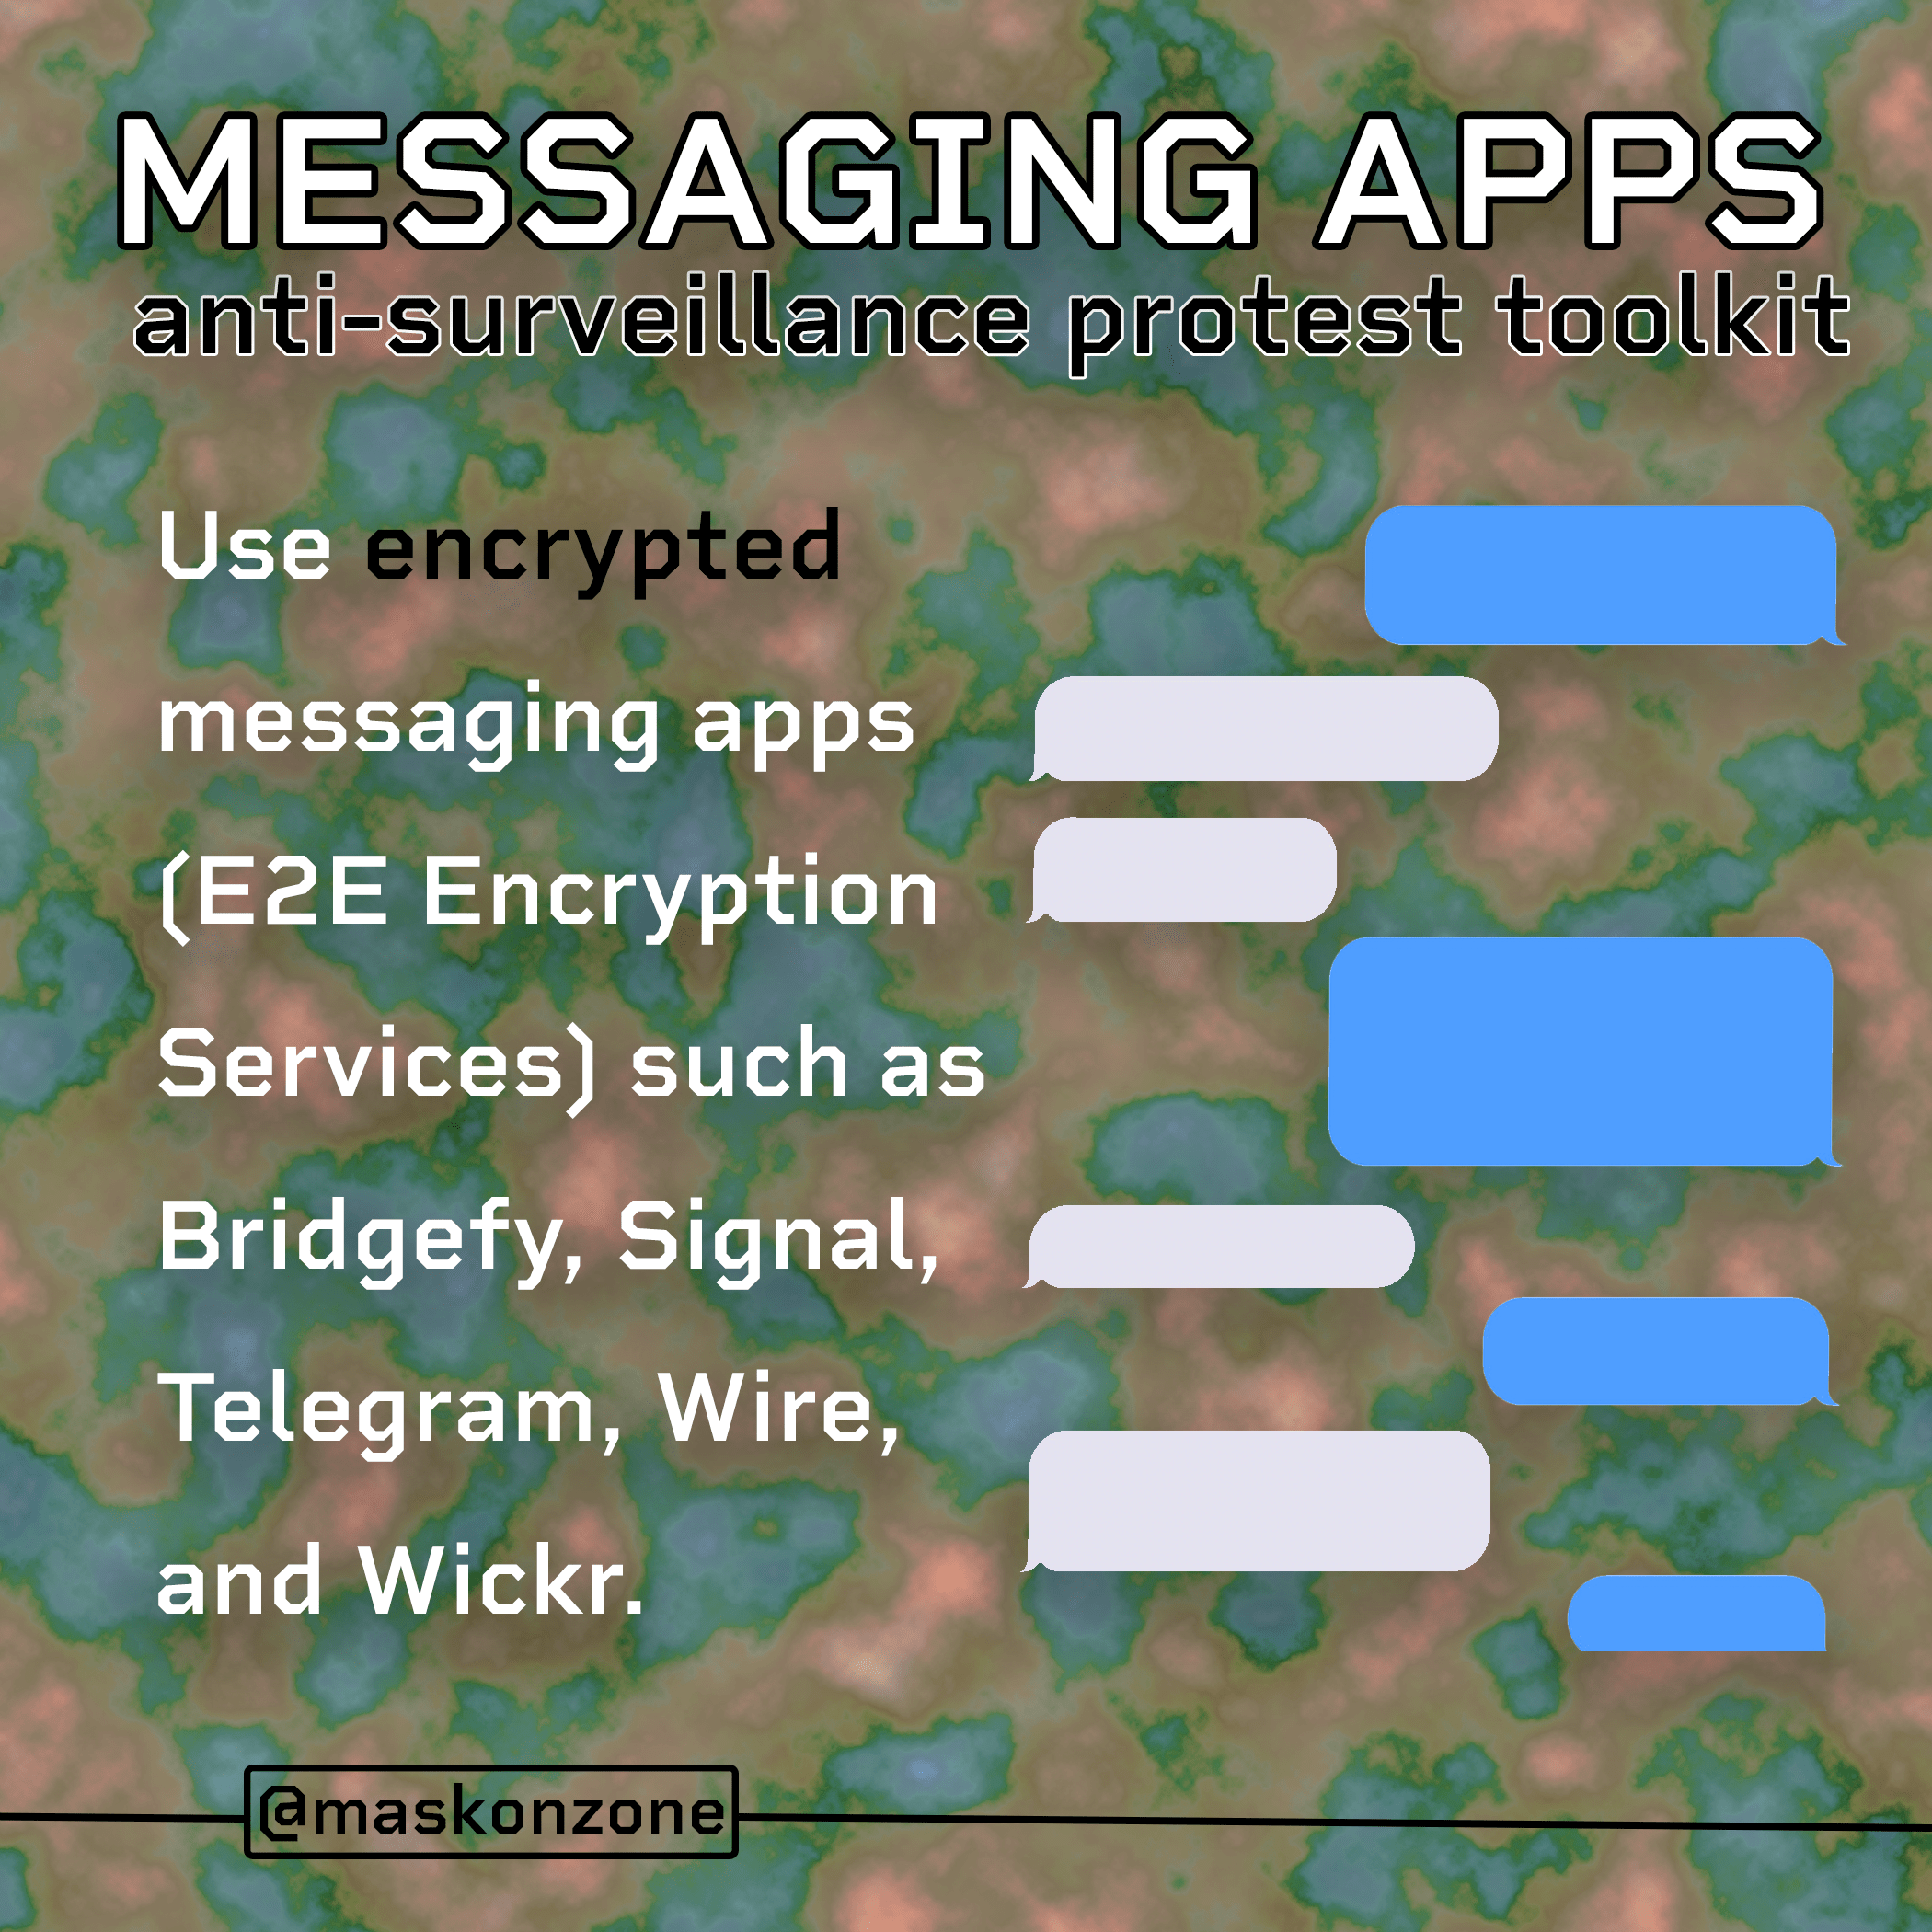 MESSAGING APPS
anti-surveillance protest toolkit
Use encrypted
messaging apps
(E2E Encryption
Services) such as
Bridgefy, Signal,
Telegram, Wire,
and Wickr.
@maskonzone